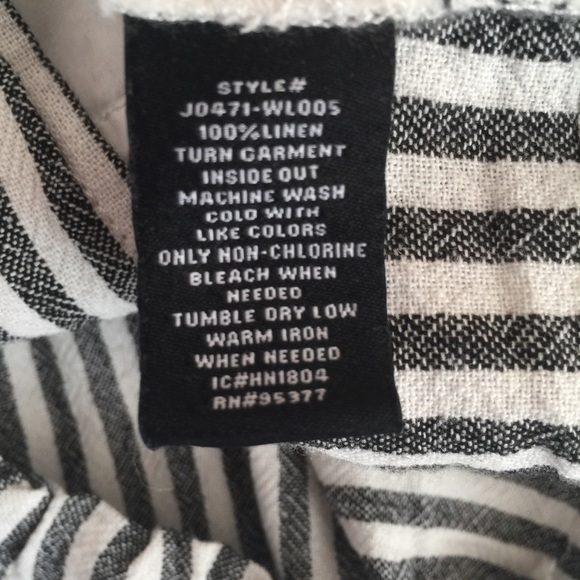 STYLE#
J0471-WL005
100%LINEN
TURN GARMENT
INSIDE OUT
MACHINE WASH
COLD WITH
LIKE COLORS
ONLY NON-CHLORINE
BLEACH WHEN
NEEDED
TUMBLE DRY LOW
WARM IRON
WHEN NEEDED
IC#HN1804
RN#95377